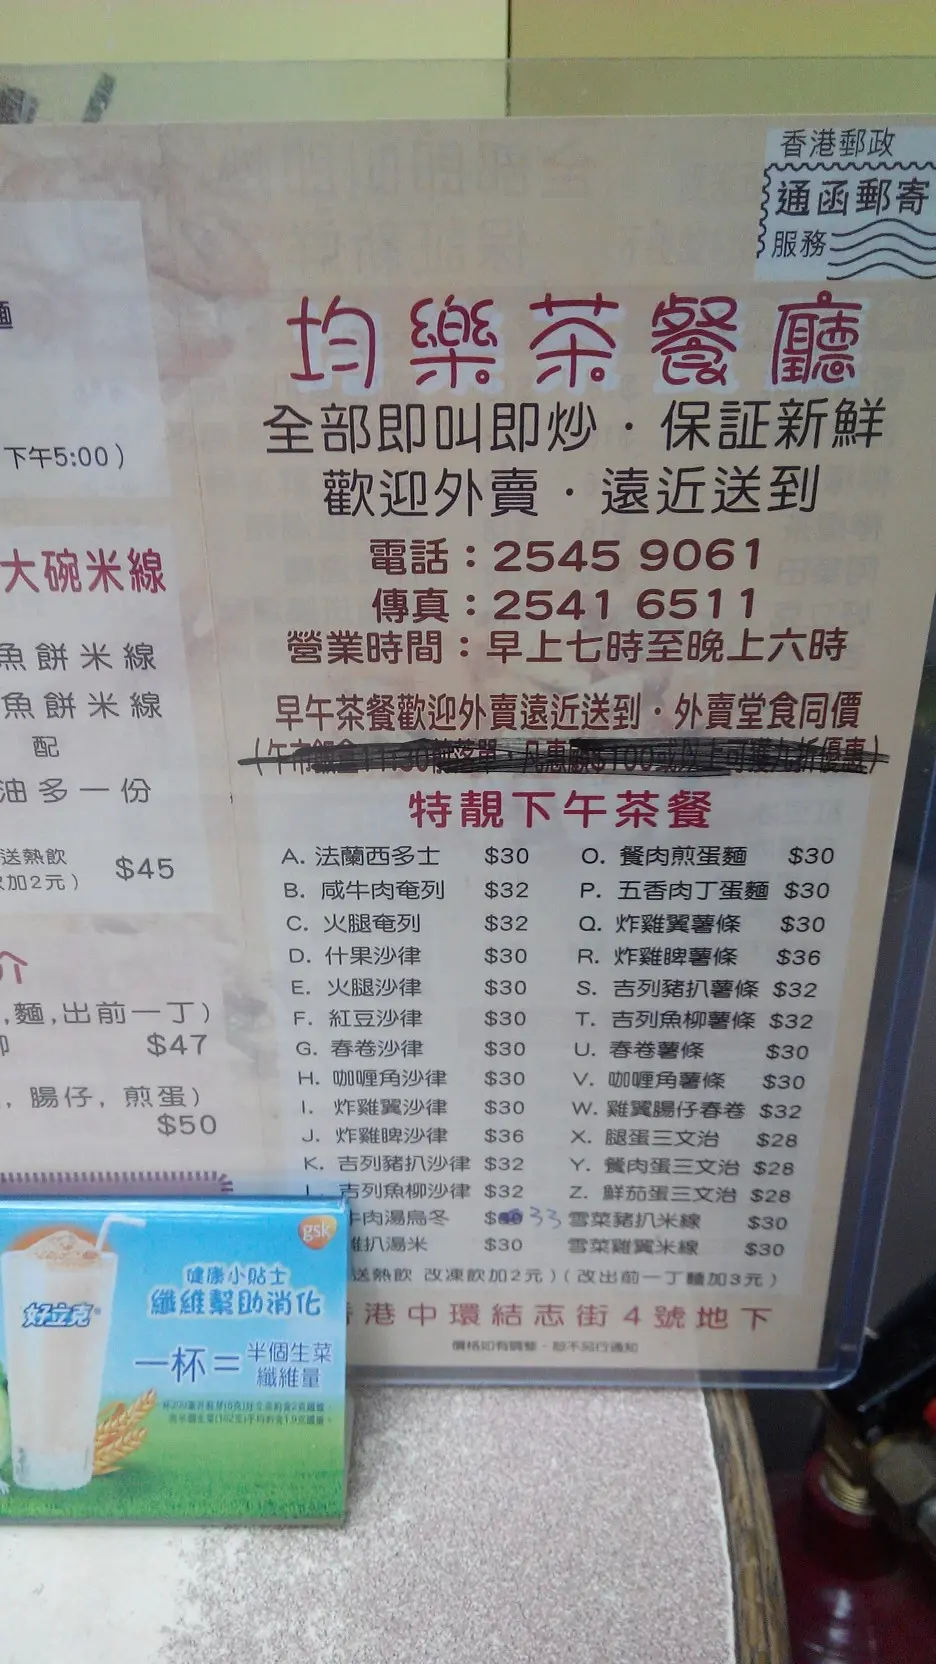 香港郵政
通函郵寄
服務
均樂茶餐廳
全部即叫即炒．保証新鮮
歡迎外賣．遠近送到
電話：2545 9061
傳真：2541 6511
營業時間：早上七時至晚上六時
早午茶餐歡迎外賣遠近送到．外賣堂食同價
特靚下午茶餐
A. 法蘭西多士 $30
B. 咸牛肉奄列 $32
C. 火腿奄列 $32
D. 什果沙律 $30
E. 火腿沙律 $30
F. 紅豆沙律 $30
G. 春卷沙律 $30
H. 咖喱角沙律 $30
I. 炸雞翼沙律 $30
J. 炸雞髀沙律 $36
K. 吉列豬扒沙律 $32
L. 吉列魚柳沙律 $32
牛肉湯烏冬 $ 33
雞扒湯米 $30
O. 餐肉煎蛋麵 $30
P. 五香肉丁蛋麵 $30
Q. 炸雞翼薯條 $30
R. 炸雞髀薯條 $36
S. 吉列豬扒薯條 $32
T. 吉列魚柳薯條 $32
U. 春卷薯條 $30
V. 咖喱角薯條 $30
W. 雞翼腸仔春卷 $32
X. 腿蛋三文治 $28
Y. 餐肉蛋三文治 $28
Z. 鮮茄蛋三文治 $28
雪菜豬扒米線 $30
雪菜雞翼米線 $30
送熱飲 改凍飲加2元）（改出前一丁麵加3元）
香港中環結志街4號地下
價格如有調整．恕不另行通知
麵
下午5:00）
大碗米線
魚餅米線
魚餅米線
配
油多一份
送熱飲
加2元） $45
介
,麵,出前一丁）
$47
, 腸仔, 煎蛋）
$50
gsk
健康小貼士
纖維幫助消化
好立克
一杯＝半個生菜
纖維量